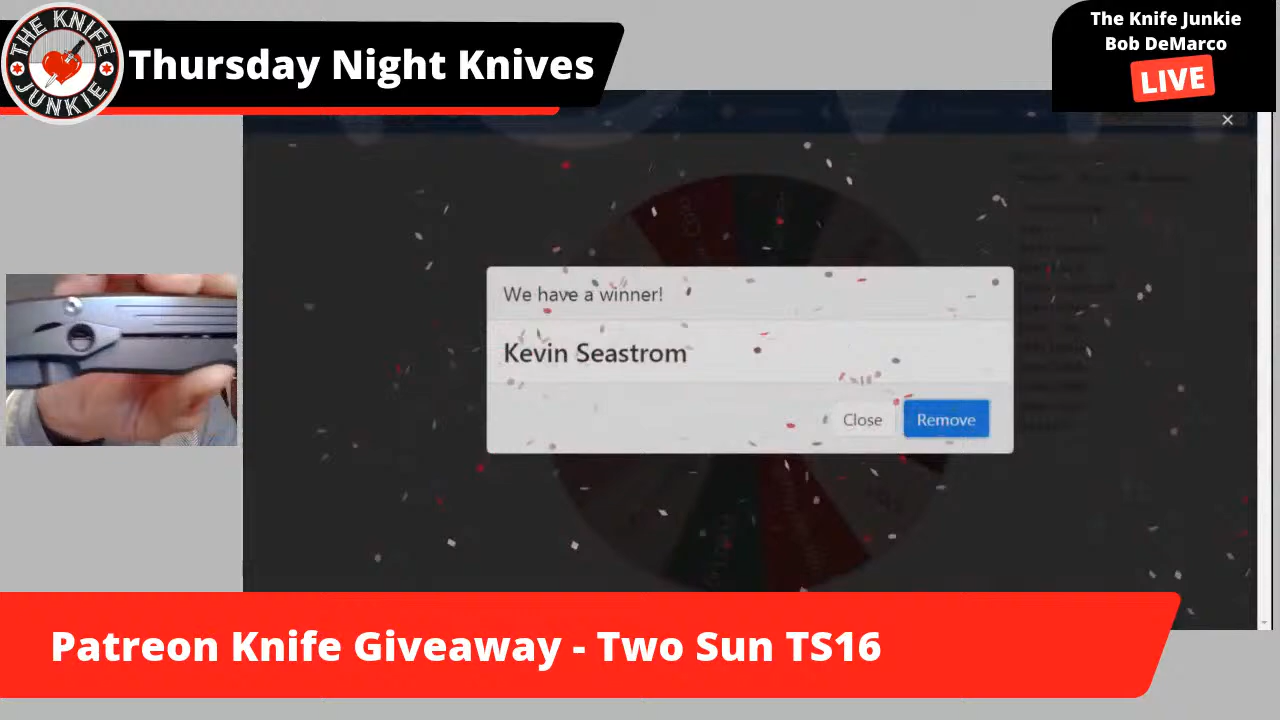 THE KNIFE
JUNKIE
Thursday Night Knives
The Knife Junkie
Bob DeMarco
LIVE
We have a winner!
Kevin Seastrom
Close
Remove
Patreon Knife Giveaway - Two Sun TS16